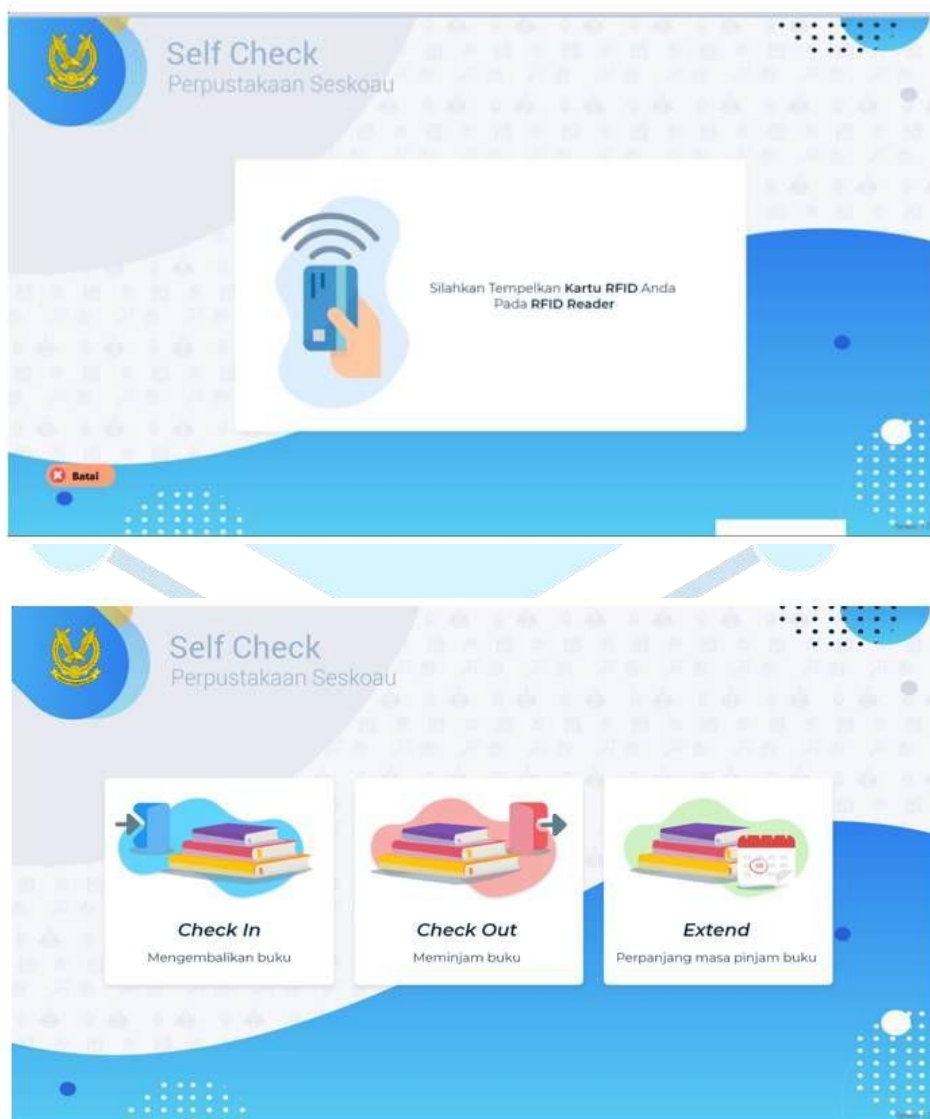 Self Check
Perpustakaan Seskoau
Silahkan Tempelkan Kartu RFID Anda
Pada RFID Reader
Batal
Self Check
Perpustakaan Seskoau
Check In
Mengembalikan buku
Check Out
Meminjam buku
Extend
Perpanjang masa pinjam buku